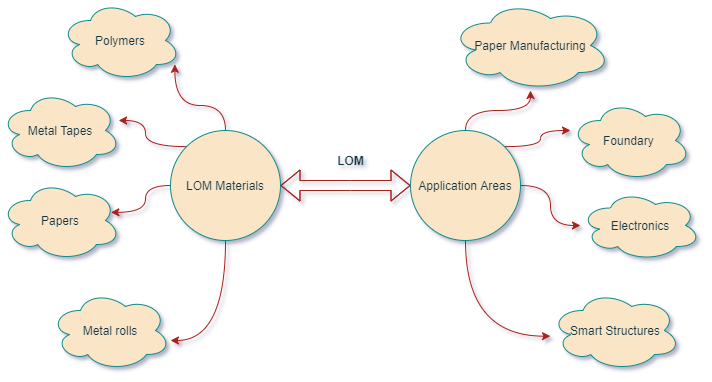 Polymers
Paper Manufacturing
Metal Tapes
Foundary
LOM
LOM Materials
Application Areas
Papers
Electronics
Metal rolls
Smart Structures